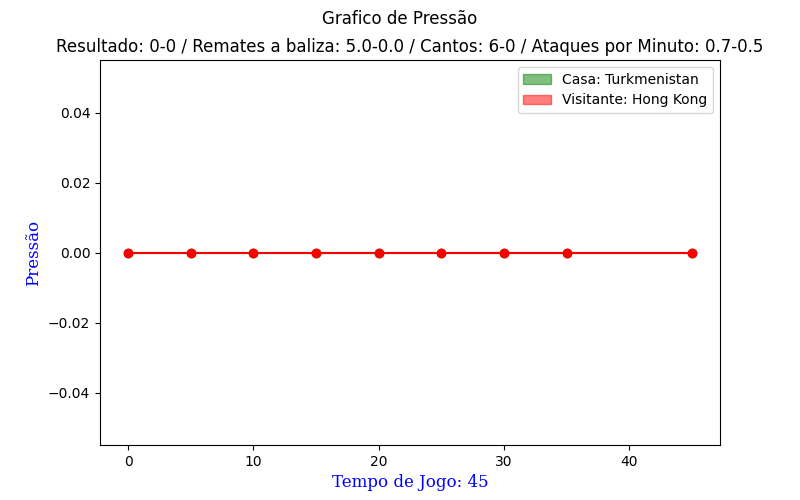 Grafico de Pressão
Resultado: 0-0 / Remates a baliza: 5.0-0.0 / Cantos: 6-0 / Ataques por Minuto: 0.7-0.5
Casa: Turkmenistan
Visitante: Hong Kong
0.04
0.02
0.00
−0.02
−0.04
Pressão
0 10 20 30 40
Tempo de Jogo: 45